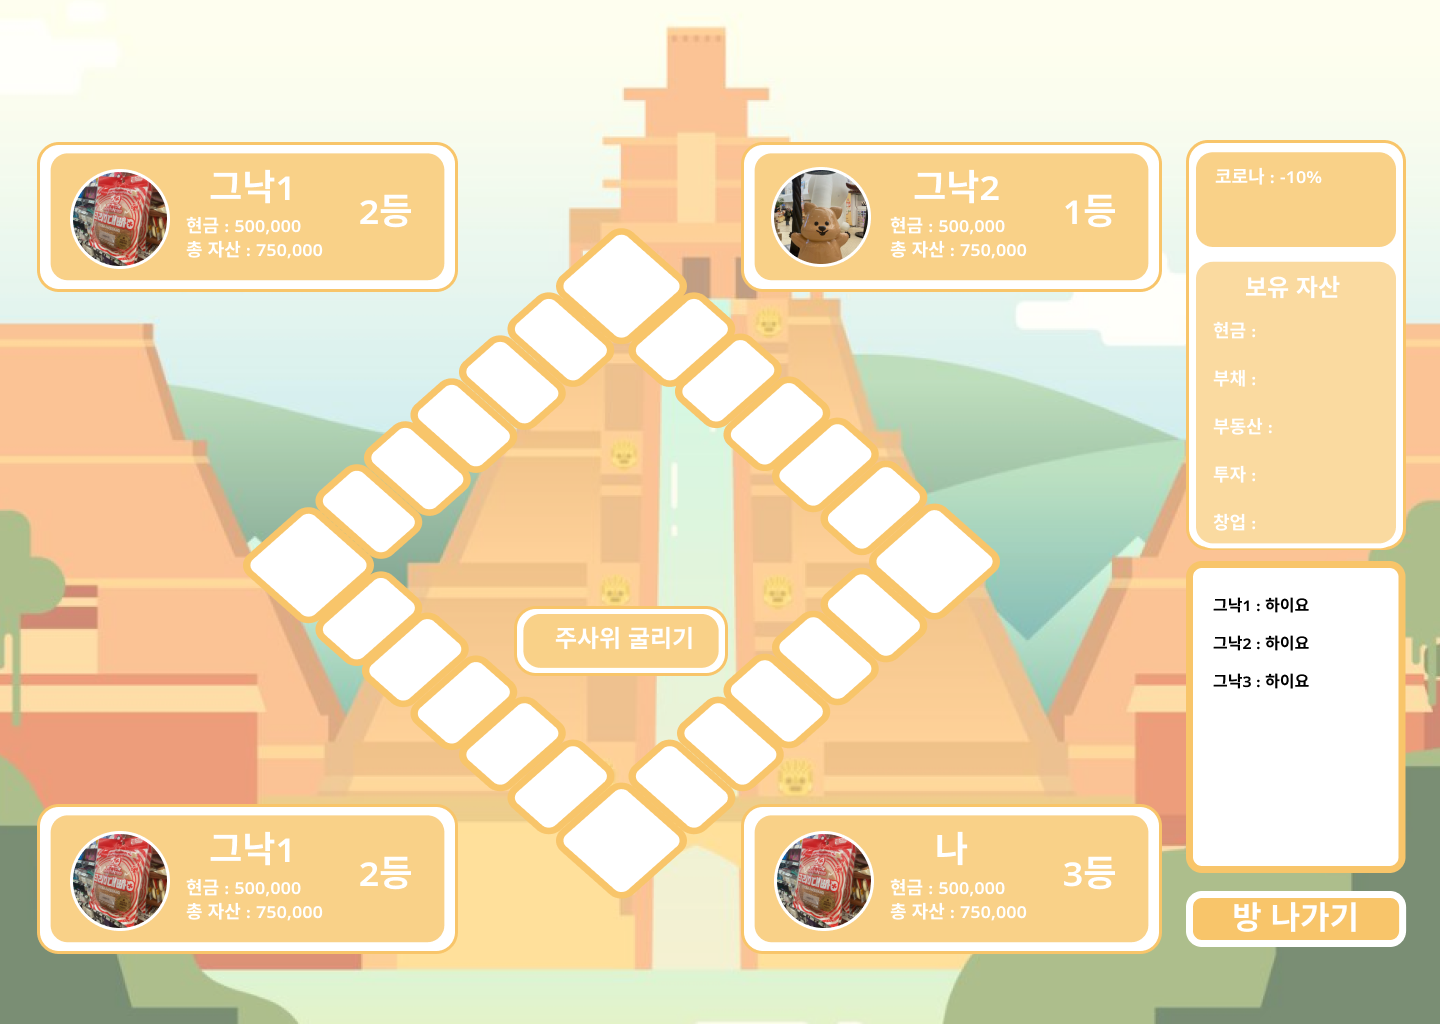 그낙1
2등
현금 : 500,000
총 자산 : 750,000
그낙2
1등
현금 : 500,000
총 자산 : 750,000
코로나 : -10%
보유 자산
현금 :
부채 :
부동산 :
투자 :
창업 :
주사위 굴리기
그낙1 : 하이요
그낙2 : 하이요
그낙3 : 하이요
그낙1
2등
현금 : 500,000
총 자산 : 750,000
나
3등
현금 : 500,000
총 자산 : 750,000
방 나가기